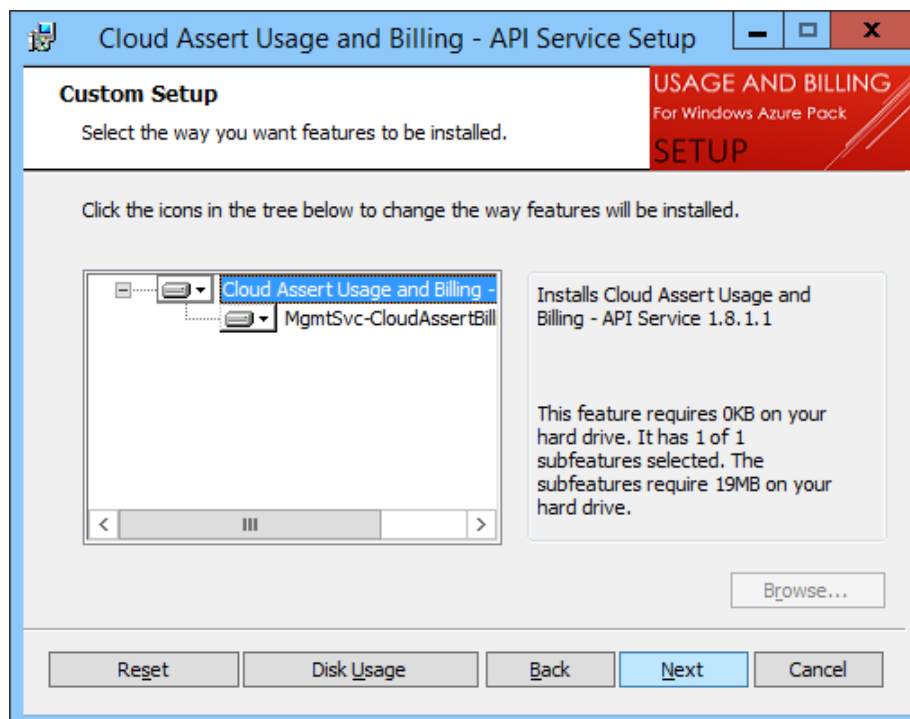 Cloud Assert Usage and Billing - API Service Setup
Custom Setup
Select the way you want features to be installed.
USAGE AND BILLING
For Windows Azure Pack
SETUP
Click the icons in the tree below to change the way features will be installed.
Cloud Assert Usage and Billing -
MgmtSvc-CloudAssertBill
Installs Cloud Assert Usage and
Billing - API Service 1.8.1.1
This feature requires 0KB on your
hard drive. It has 1 of 1
subfeatures selected. The
subfeatures require 19MB on your
hard drive.
Browse...
Reset
Disk Usage
Back
Next
Cancel